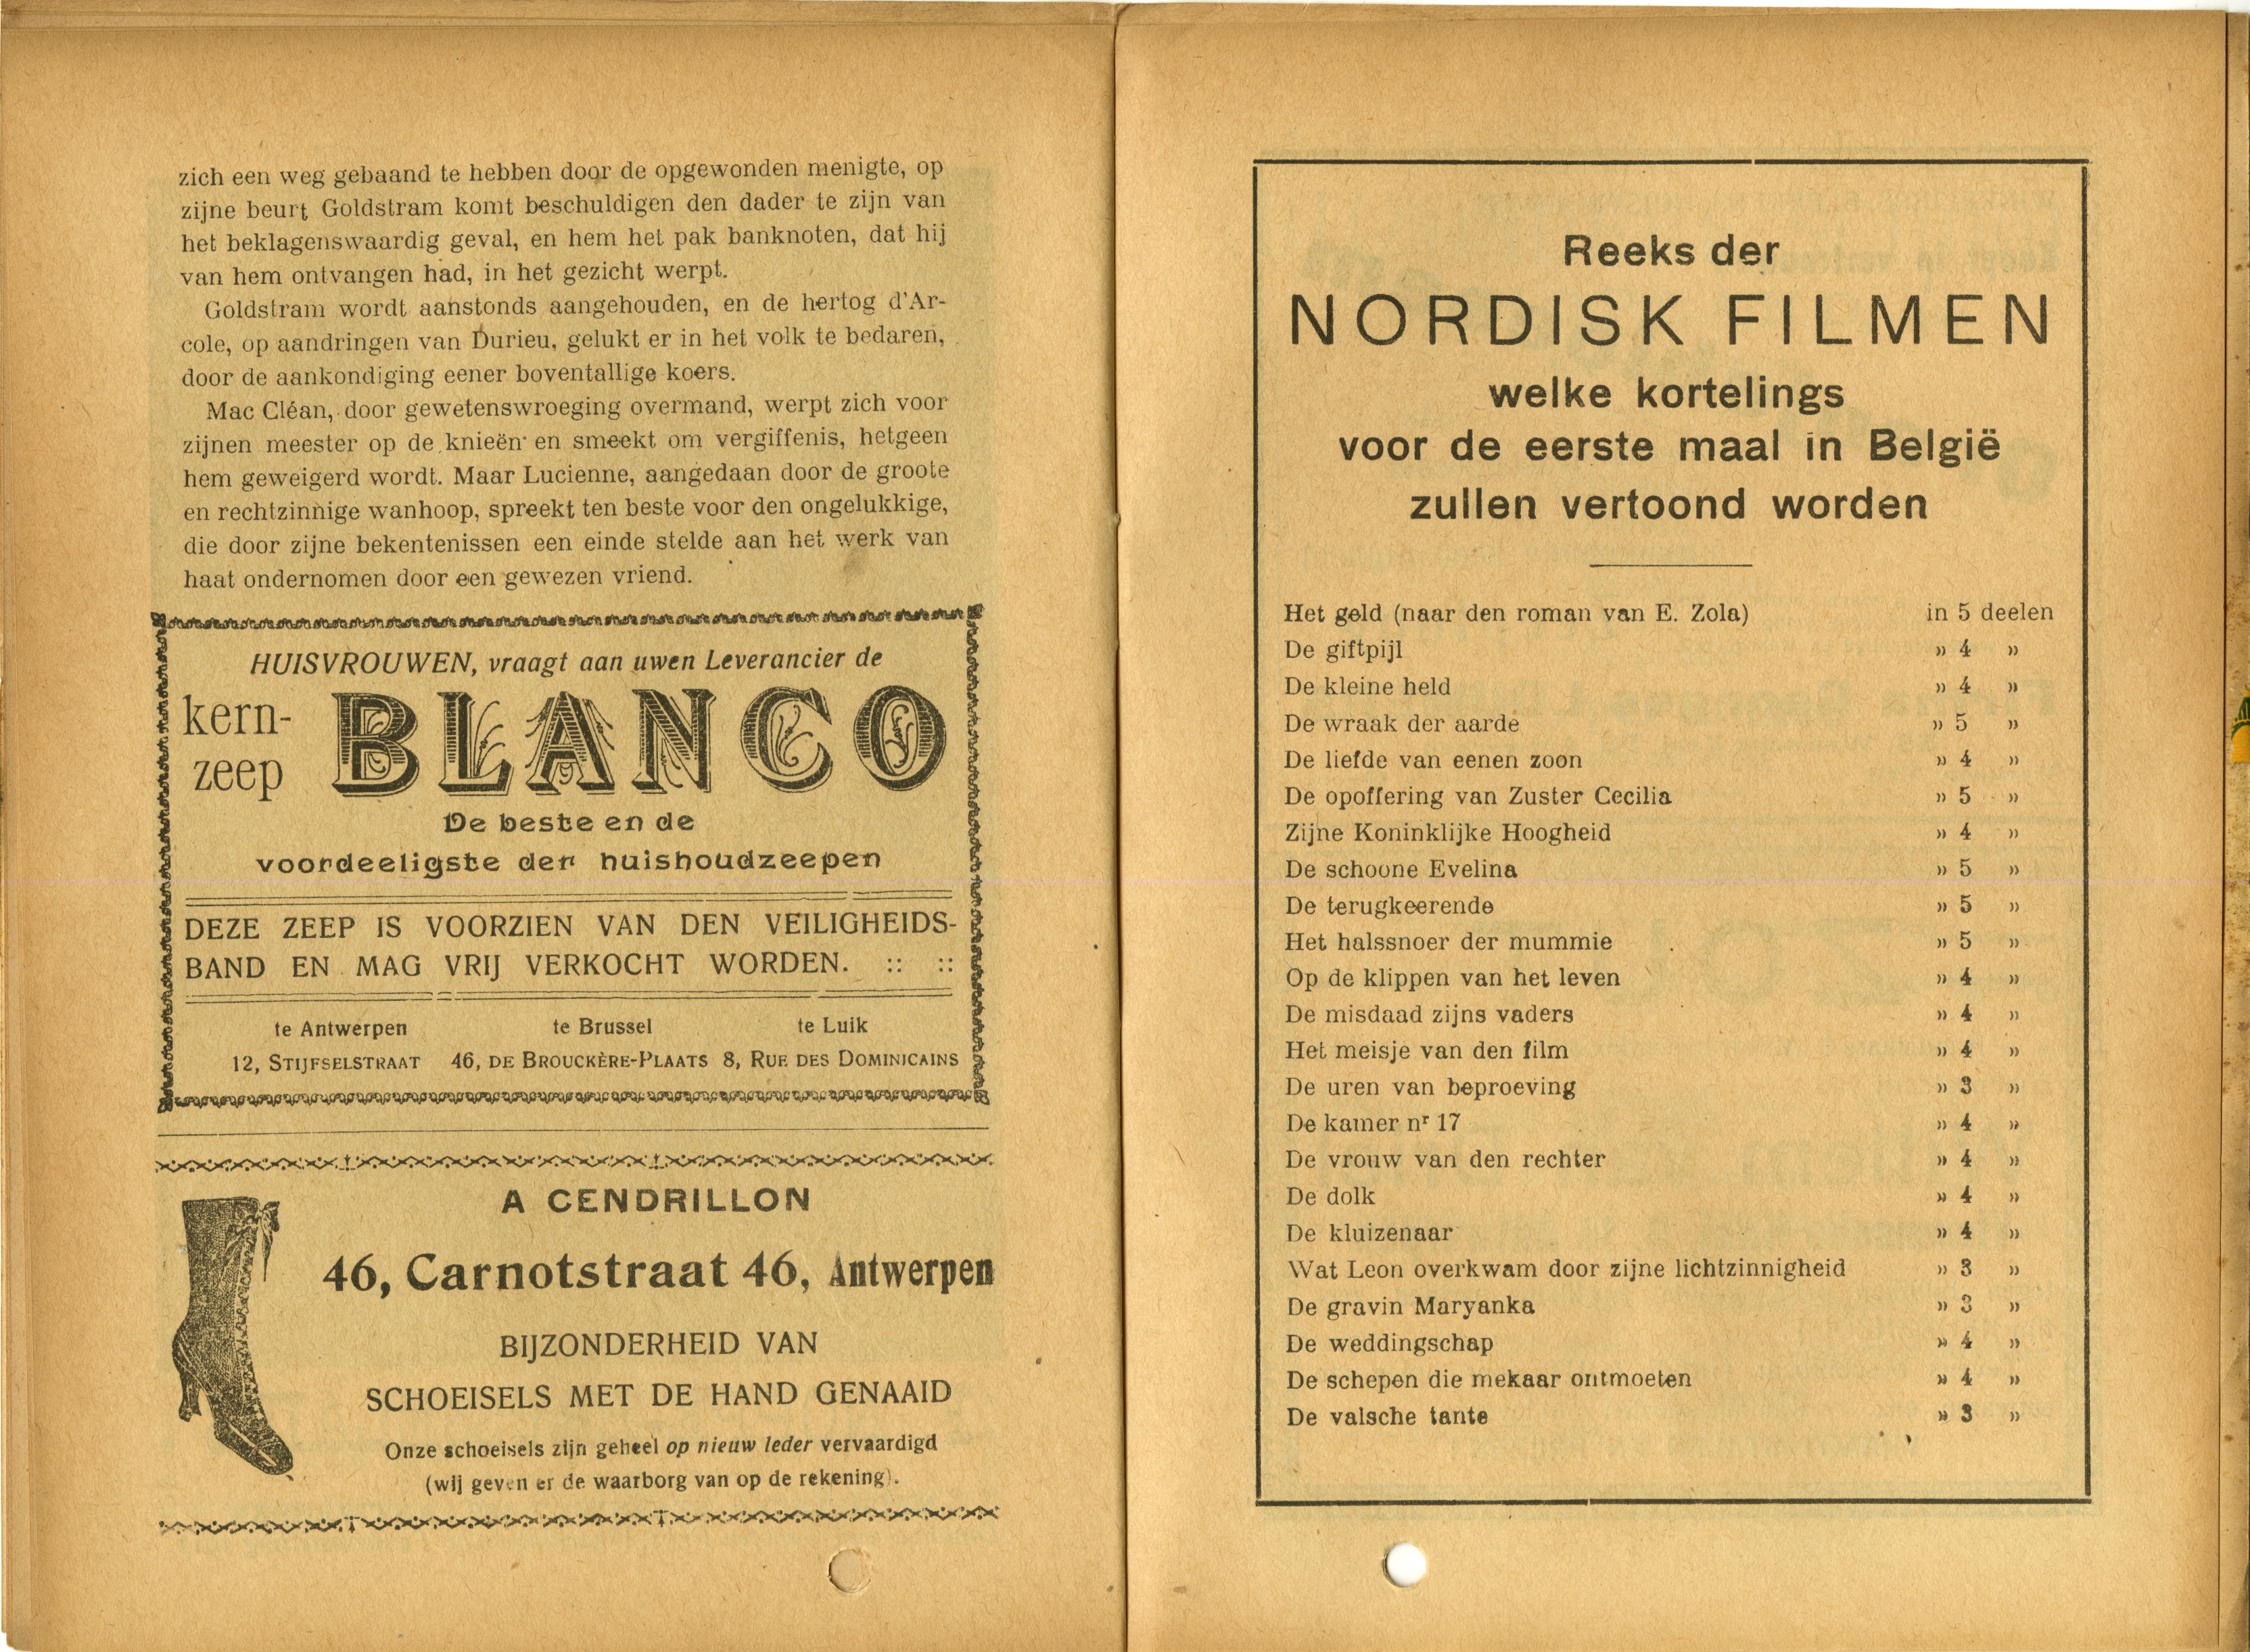 zich een weg gebaand te hebben door de opgewonden menigte, op
zijne beurt Goldstram komt beschuldigen den dader te zijn van
het beklagenswaardig geval, en hem het pak banknoten, dat hij
van hem ontvangen had, in het gezicht werpt.
Goldstram wordt aanstonds aangehouden, en de hertog d'Ar-
cole, op aandringen van Durieu, gelukt er in het volk te bedaren,
door de aankondiging eener boventallige koers.
Mac Cléan, door gewetenswroeging overmand, werpt zich voor
zijnen meester op de knieën en smeekt om vergiffenis, hetgeen
hem geweigerd wordt. Maar Lucienne, aangedaan door de groote
en rechtzinnige wanhoop, spreekt ten beste voor den ongelukkige,
die door zijne bekentenissen een einde stelde aan het werk van
haat ondernomen door een gewezen vriend.
HUISVROUWEN, vraagt aan uwen Leverancier de
kern-
zeep BLANCO
De beste en de
voordeeligste der huishoudzeepen
DEZE ZEEP IS VOORZIEN VAN DEN VEILIGHEIDS-
BAND EN MAG VRIJ VERKOCHT WORDEN. :: ::
te Antwerpen te Brussel te Luik
12, STIJFSELSTRAAT 46, DE BROUCKÈRE-PLAATS 8, RUE DES DOMINICAINS
A CENDRILLON
46, Carnotstraat 46, Antwerpen
BIJZONDERHEID VAN
SCHOEISELS MET DE HAND GENAAID
Onze schoeisels zijn geheel op nieuw leder vervaardigd
(wij geven er de waarborg van op de rekening).
Reeks der
NORDISK FILMEN
welke kortelings
voor de eerste maal in België
zullen vertoond worden
Het geld (naar den roman van E. Zola) in 5 deelen
De giftpijl » 4 »
De kleine held » 4 »
De wraak der aarde » 5 »
De liefde van eenen zoon » 4 »
De opoffering van Zuster Cecilia » 5 »
Zijne Koninklijke Hoogheid » 4 »
De schoone Evelina » 5 »
De terugkeerende » 5 »
Het halssnoer der mummie » 5 »
Op de klippen van het leven » 4 »
De misdaad zijns vaders » 4 »
Het meisje van den film » 4 »
De uren van beproeving » 3 »
De kamer nr 17 » 4 »
De vrouw van den rechter » 4 »
De dolk » 4 »
De kluizenaar » 4 »
Wat Leon overkwam door zijne lichtzinnigheid » 3 »
De gravin Maryanka » 3 »
De weddingschap » 4 »
De schepen die mekaar ontmoeten » 4 »
De valsche tante » 3 »